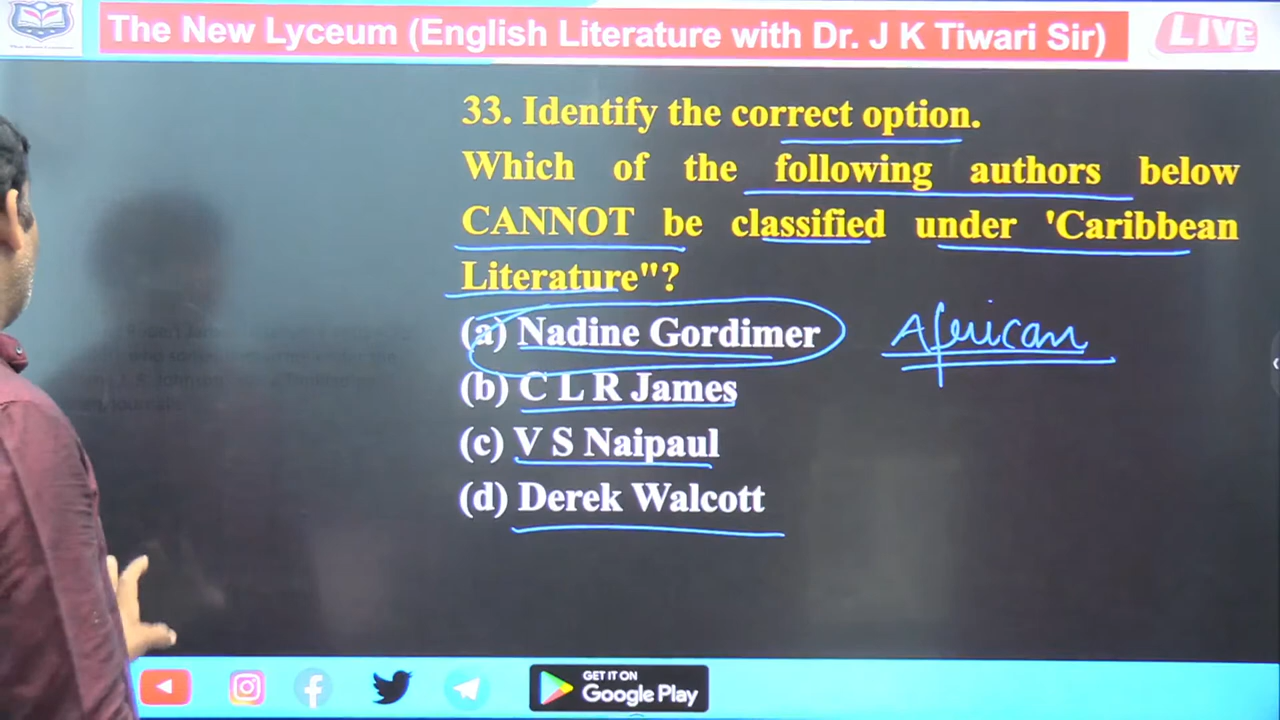 The New Lyceum (English Literature with Dr. J K Tiwari Sir)
LIVE
33. Identify the correct option.
Which of the following authors below
CANNOT be classified under 'Caribbean
Literature"?
(a) Nadine Gordimer African
(b) C L R James
(c) V S Naipaul
(d) Derek Walcott
GET IT ON
Google Play